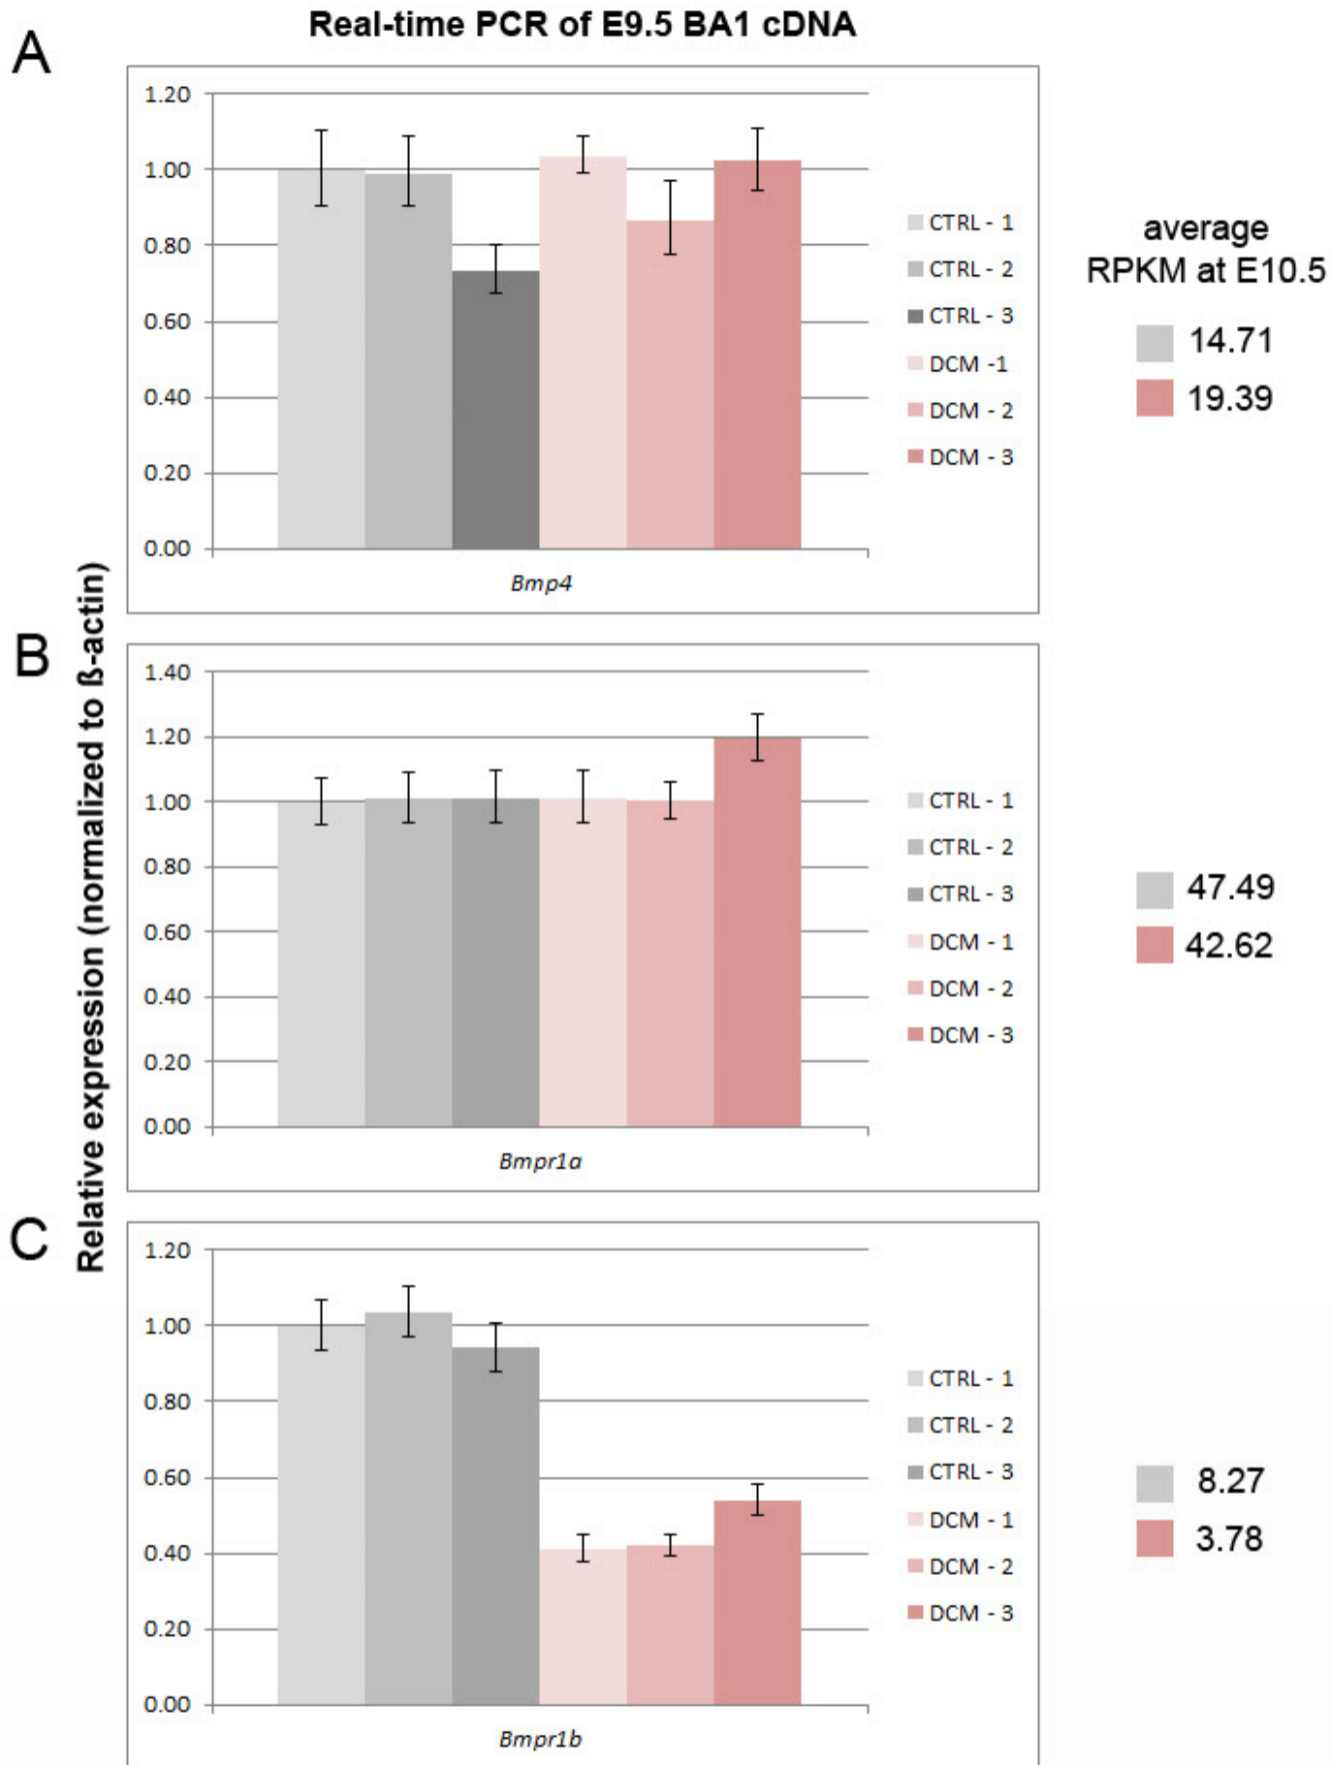 Real-time PCR of E9.5 BA1 cDNA
A
1.20
1.00
0.80
0.60
0.40
0.20
0.00
Bmp4
CTRL - 1
CTRL - 2
CTRL - 3
DCM -1
DCM - 2
DCM - 3
average
RPKM at E10.5
14.71
19.39
Relative expression (normalized to ß-actin)
B
1.40
1.20
1.00
0.80
0.60
0.40
0.20
0.00
Bmpr1a
CTRL - 1
CTRL - 2
CTRL - 3
DCM - 1
DCM - 2
DCM - 3
47.49
42.62
C
1.20
1.00
0.80
0.60
0.40
0.20
0.00
Bmpr1b
CTRL - 1
CTRL - 2
CTRL - 3
DCM - 1
DCM - 2
DCM - 3
8.27
3.78